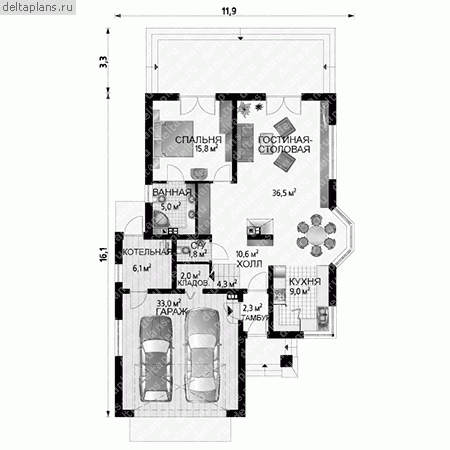 deltaplans.ru
11,9
3,3
16,1
СПАЛЬНЯ
15,8 м²
ГОСТИНАЯ-
СТОЛОВАЯ
36,5 м²
ВАННАЯ
5,0 м²
С/У
1,8 м²
КОТЕЛЬНАЯ
6,1 м²
10,6 м²
ХОЛЛ
2,0 м²
КЛАДОВ.
4,3 м²
КУХНЯ
9,0 м²
33,0 м²
ГАРАЖ
2,3 м²
ТАМБУР